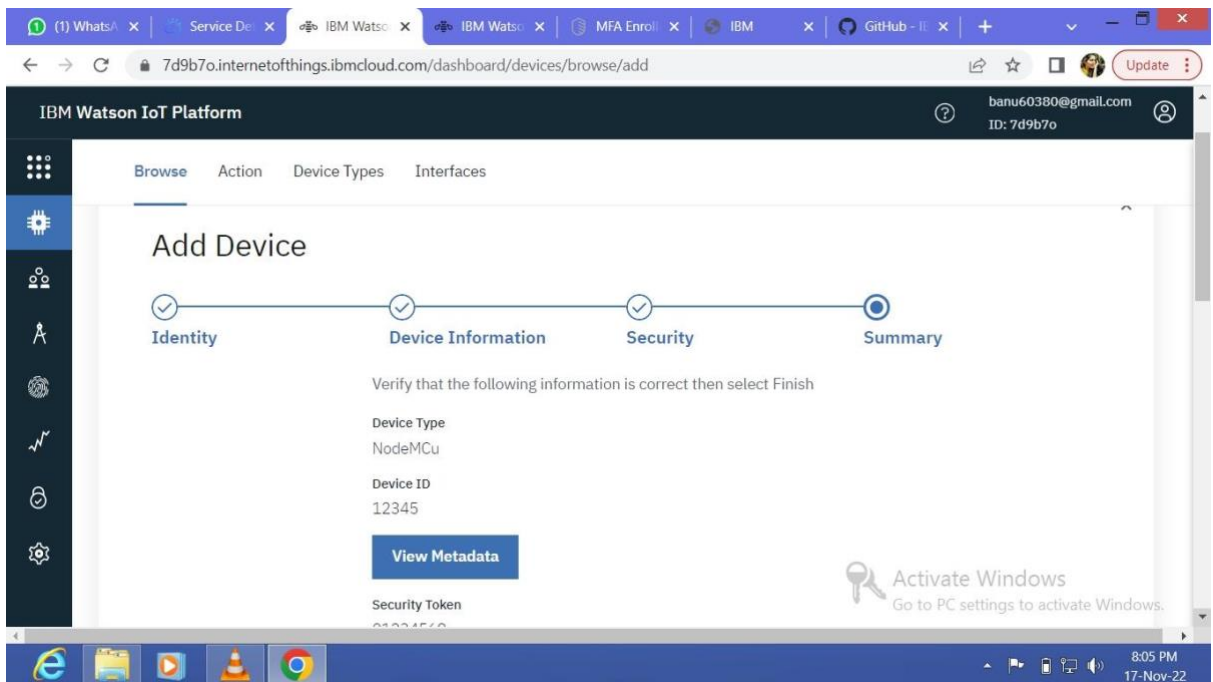 (1) WhatsA
Service De
IBM Watso
IBM Watso
MFA Enroll
IBM
GitHub - IE
7d9b7o.internetofthings.ibmcloud.com/dashboard/devices/browse/add
Update
IBM Watson IoT Platform
banu60380@gmail.com
ID: 7d9b7o
Browse Action Device Types Interfaces
Add Device
Identity Device Information Security Summary
Verify that the following information is correct then select Finish
Device Type
NodeMCu
Device ID
12345
View Metadata
Activate Windows
Go to PC settings to activate Windows.
Security Token
8:05 PM
17-Nov-22